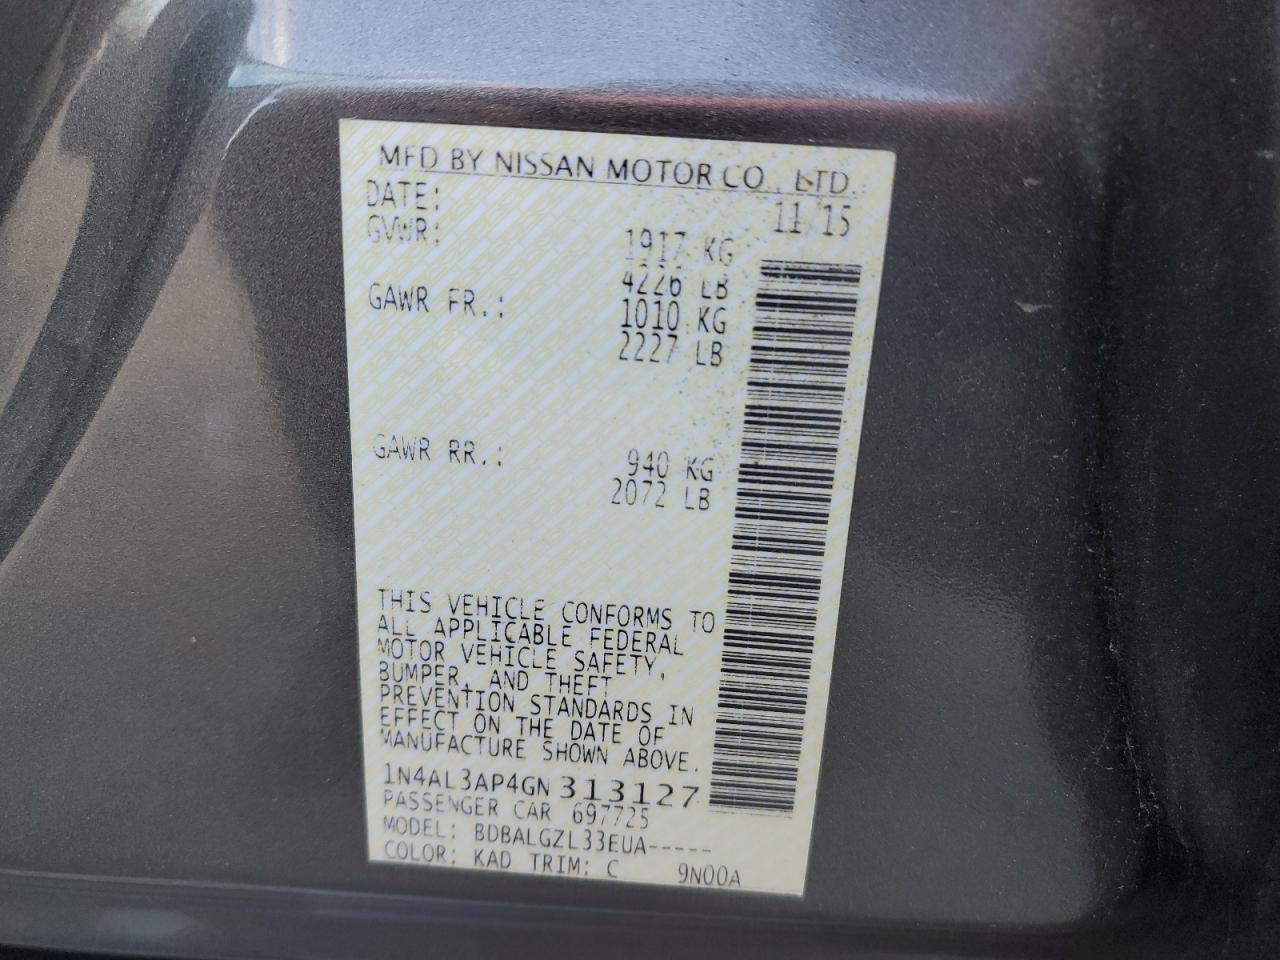 MFD BY NISSAN MOTOR CO., LTD.
DATE: 11/15
GVWR: 1917 KG
4226 LB
GAWR FR.: 1010 KG
2227 LB
GAWR RR.: 940 KG
2072 LB
THIS VEHICLE CONFORMS TO
ALL APPLICABLE FEDERAL
MOTOR VEHICLE SAFETY,
BUMPER, AND THEFT
PREVENTION STANDARDS IN
EFFECT ON THE DATE OF
MANUFACTURE SHOWN ABOVE.
1N4AL3AP4GN313127
PASSENGER CAR 697725
MODEL: BDBALGZL33EUA-----
COLOR: KAD TRIM: C 9N00A